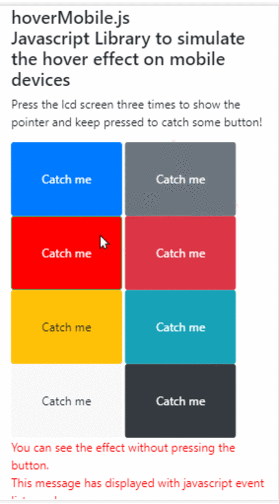 hoverMobile.js
Javascript Library to simulate
the hover effect on mobile
devices
Press the lcd screen three times to show the
pointer and keep pressed to catch some button!
Catch me
Catch me
Catch me
Catch me
Catch me
Catch me
Catch me
Catch me
You can see the effect without pressing the
button.
This message has displayed with javascript event